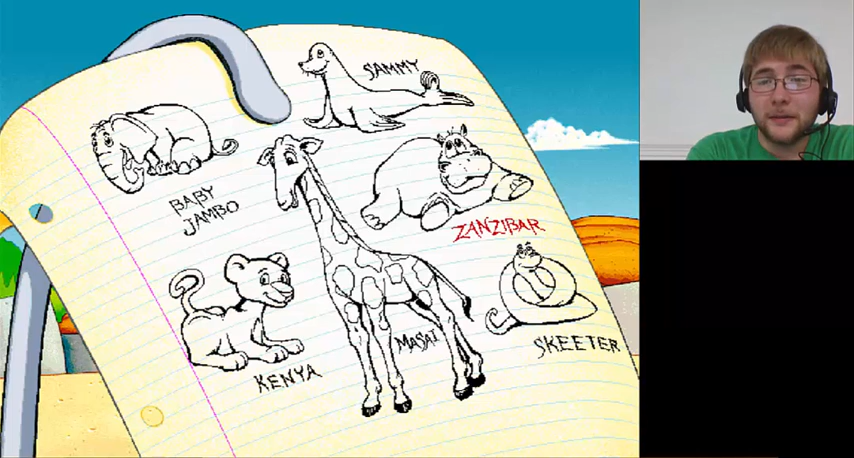 SAMMY
BABY
JAMBO
ZANZIBAR
MASAI
SKEETER
KENYA